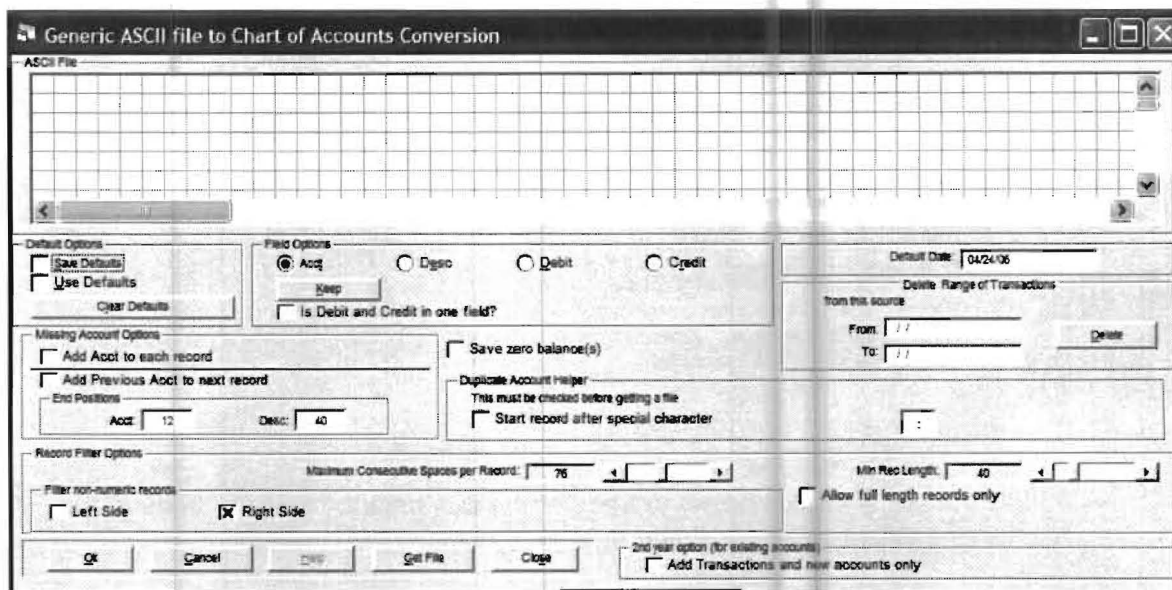 Generic ASCII file to Chart of Accounts Conversion
ASCII File
Default Options
Save Defaults
Use Defaults
Clear Defaults
Field Options
Acct
Desc
Debit
Credit
Keep
Is Debit and Credit in one field?
Default Date: 04/24/06
Delete Range of Transactions
from this source
From: / /
To: / /
Delete
Missing Account Options
Add Acct to each record
Add Previous Acct to next record
End Positions
Acct: 12
Desc: 40
Save zero balance(s)
Duplicate Account Helper
This must be checked before getting a file
Start record after special character
:
Record Filter Options
Maximum Consecutive Spaces per Record: 76
Min Rec Length: 40
Filter non-numeric records
Left Side
Right Side
Allow full length records only
Ok
Cancel
Get File
Close
2nd year option (for existing accounts)
Add Transactions and new accounts only